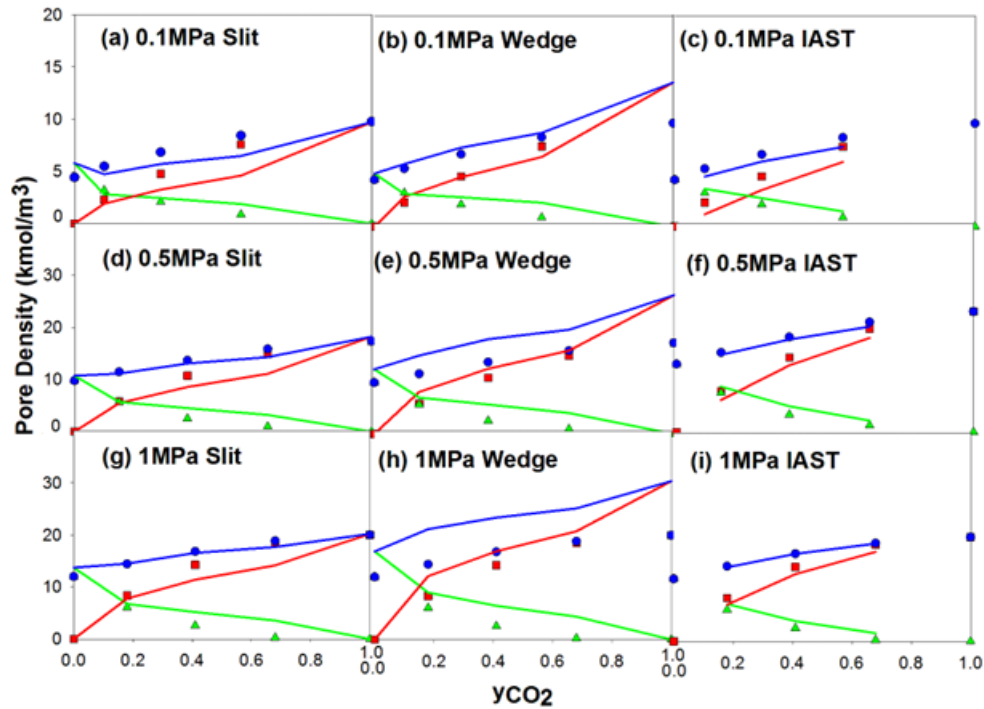 20
15
10
5
0
(a) 0.1MPa Slit
(b) 0.1MPa Wedge
(c) 0.1MPa IAST
30
20
10
0
(d) 0.5MPa Slit
(e) 0.5MPa Wedge
(f) 0.5MPa IAST
30
20
10
0
(g) 1MPa Slit
(h) 1MPa Wedge
(i) 1MPa IAST
Pore Density (kmol/m³)
0.0 0.2 0.4 0.6 0.8 1.0
0.0 0.2 0.4 0.6 0.8 1.0
0.0 0.2 0.4 0.6 0.8 1.0
yCO₂